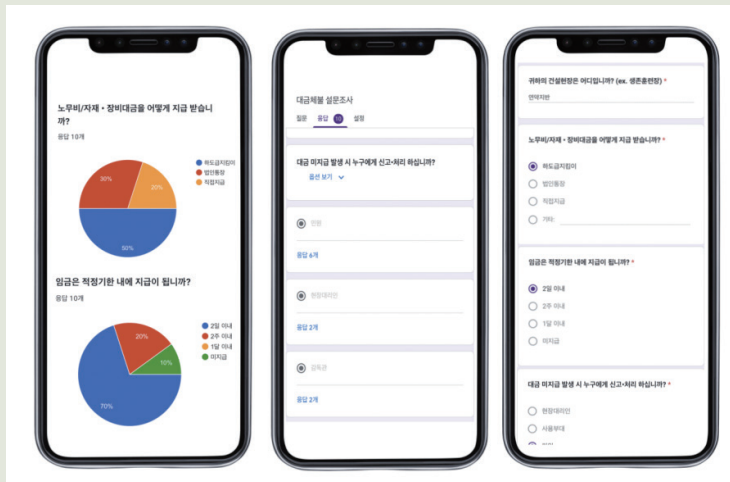 노무비/자재 • 장비대금을 어떻게 지급 받습니
까?
응답 10개
하도급지킴이
법인통장
직접지급
30%
20%
50%
임금은 적정기한 내에 지급이 됩니까?
응답 10개
2일 이내
2주 이내
1달 이내
미지급
20%
10%
70%
대금체불 설문조사
질문 응답 10 설정
대금 미지급 발생 시 누구에게 신고•처리 하십니까?
옵션 보기
민원
응답 6개
현장대리인
응답 2개
감독관
응답 2개
귀하의 건설현장은 어디입니까? (ex. 생존훈련장) *
연약지반
노무비/자재 • 장비대금을 어떻게 지급 받습니까? *
하도급지킴이
법인통장
직접지급
기타:
임금은 적정기한 내에 지급이 됩니까? *
2일 이내
2주 이내
1달 이내
미지급
대금 미지급 발생 시 누구에게 신고•처리 하십니까? *
현장대리인
사용부대